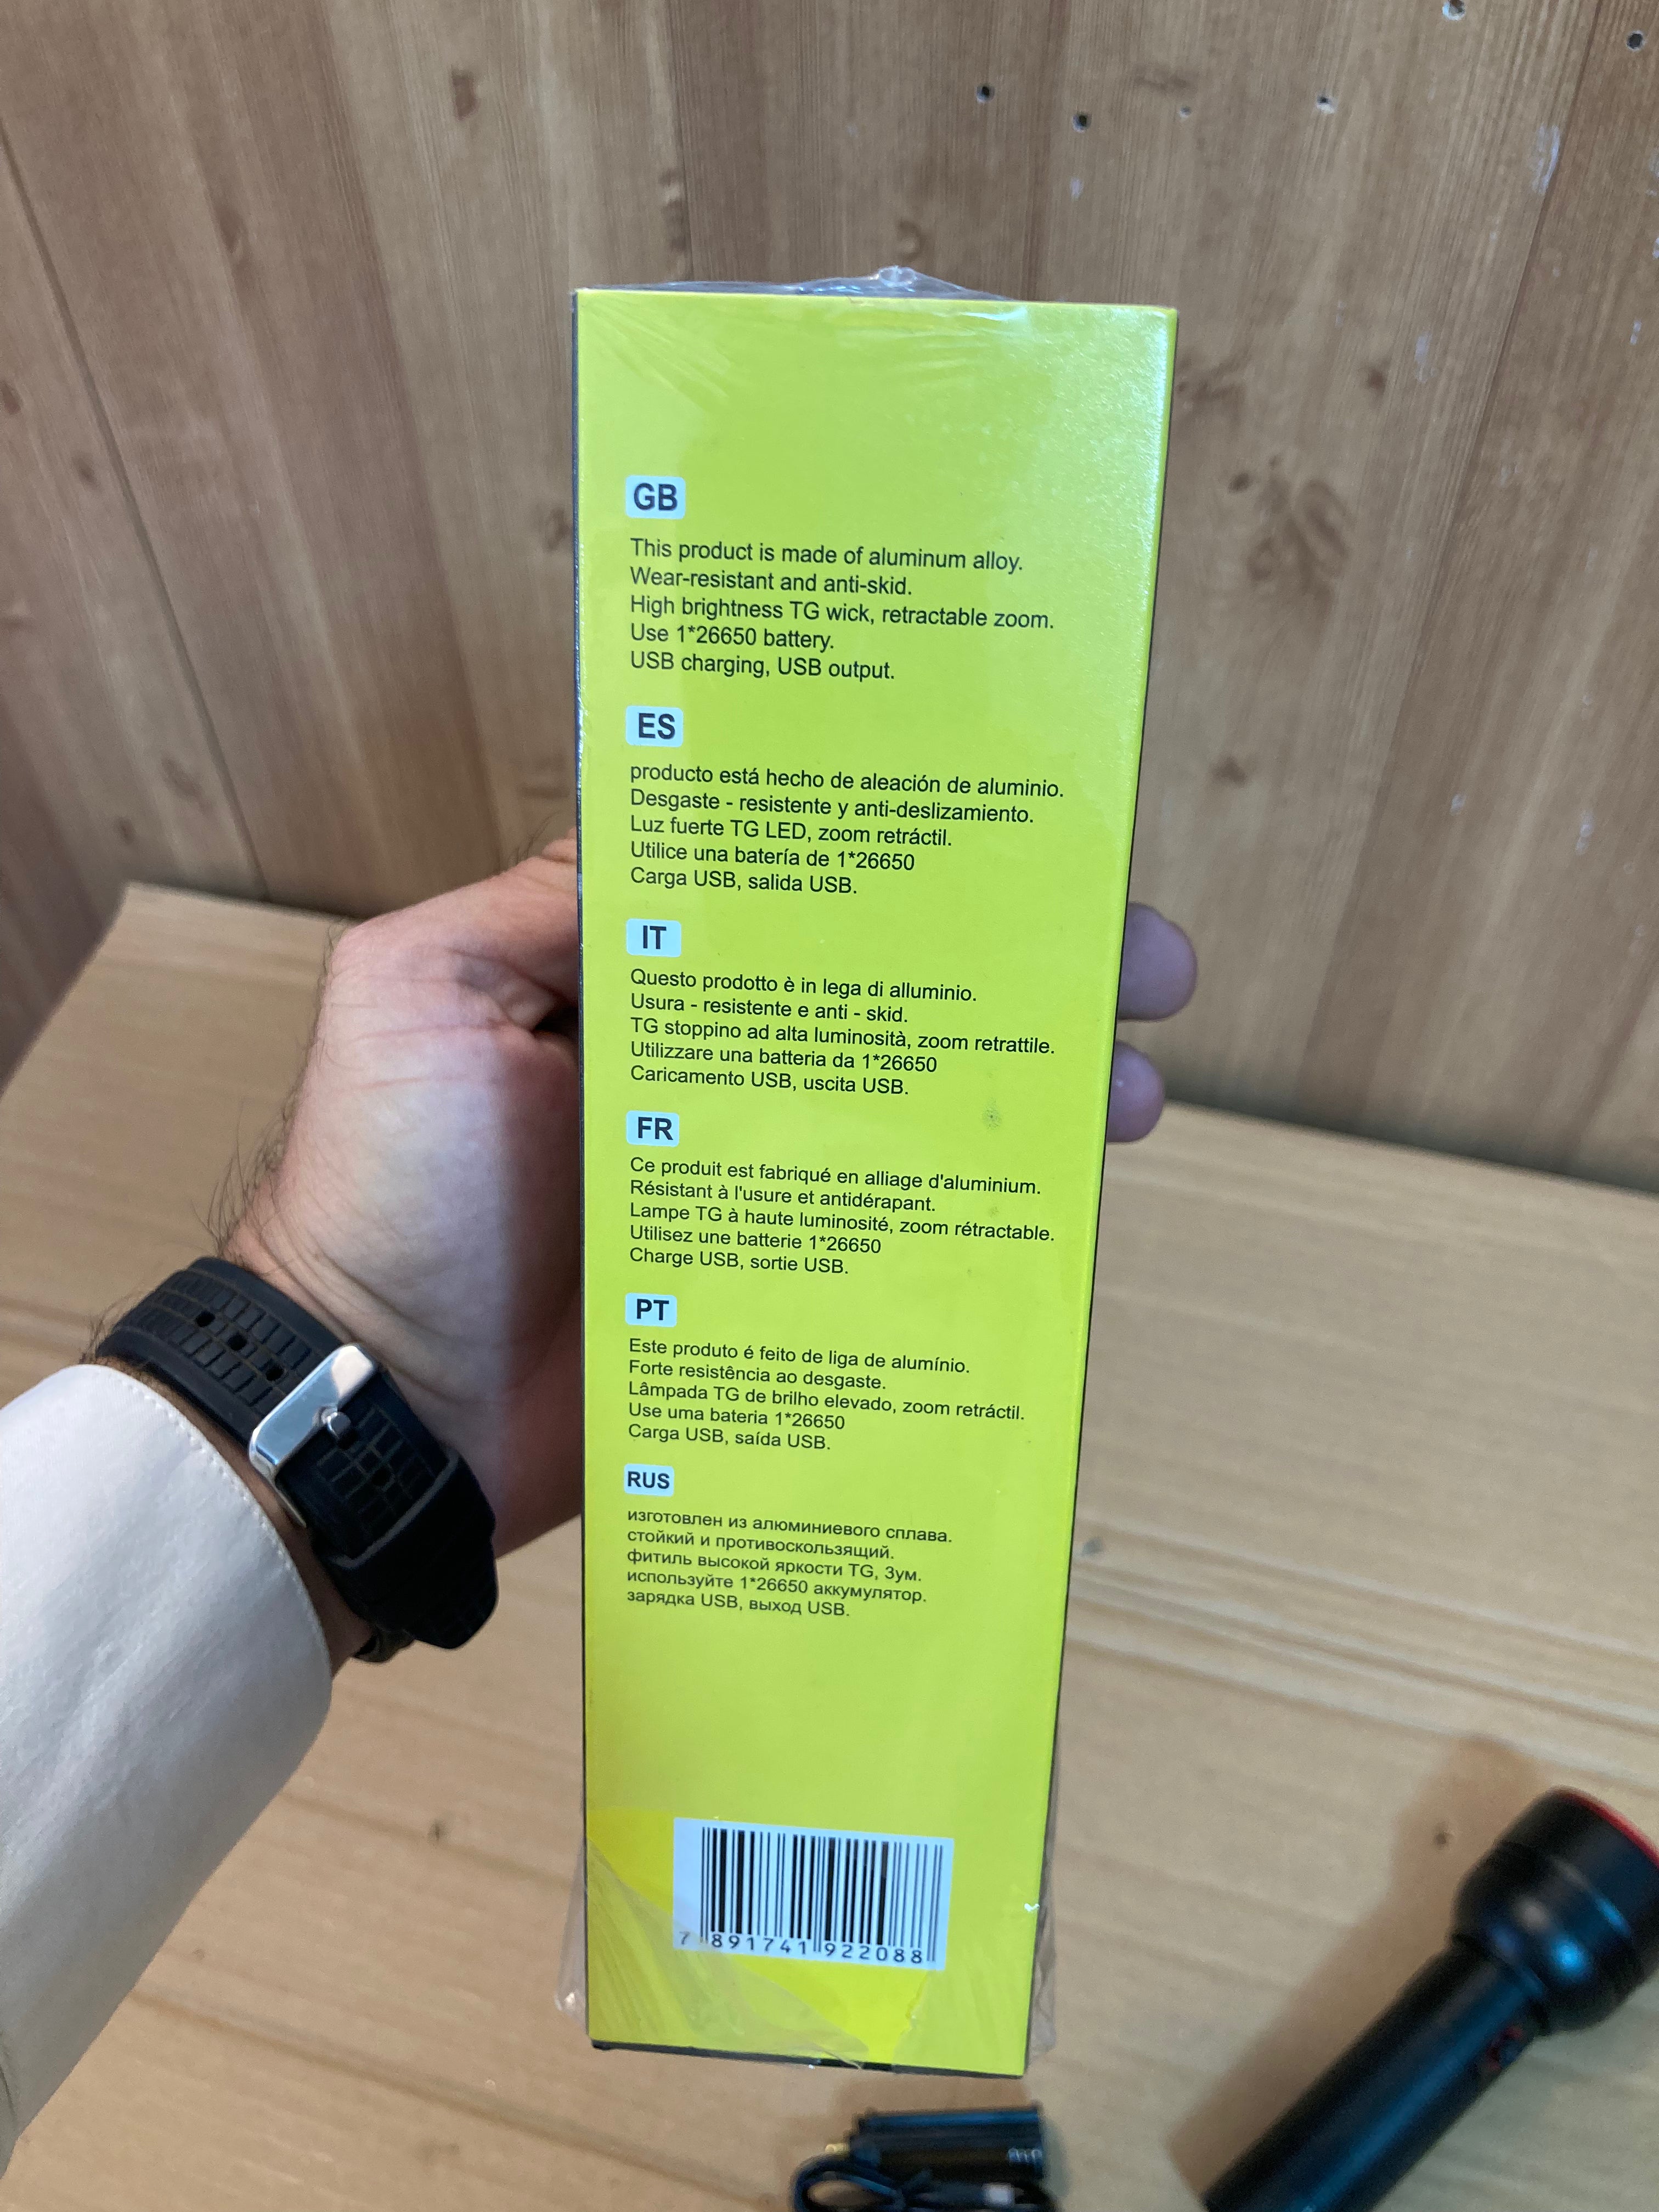 GB
This product is made of aluminum alloy.
Wear-resistant and anti-skid.
High brightness TG wick, retractable zoom.
Use 1*26650 battery.
USB charging, USB output.
ES
producto está hecho de aleación de aluminio.
Desgaste - resistente y anti-deslizamiento.
Luz fuerte TG LED, zoom retráctil.
Utilice una batería de 1*26650
Carga USB, salida USB.
IT
Questo prodotto è in lega di alluminio.
Usura - resistente e anti - skid.
TG stoppino ad alta luminosità, zoom retrattile.
Utilizzare una batteria da 1*26650
Caricamento USB, uscita USB.
FR
Ce produit est fabriqué en alliage d'aluminium.
Résistant à l'usure et antidérapant.
Lampe TG à haute luminosité, zoom rétractable.
Utilisez une batterie 1*26650
Charge USB, sortie USB.
PT
Este produto é feito de liga de alumínio.
Forte resistência ao desgaste.
Lâmpada TG de brilho elevado, zoom retráctil.
Use uma bateria 1*26650
Carga USB, saída USB.
RUS
изготовлен из алюминиевого сплава.
стойкий и противоскользящий.
фитиль высокой яркости TG, Зум.
используйте 1*26650 аккумулятор.
зарядка USB, выход USB.
7 891741 922088